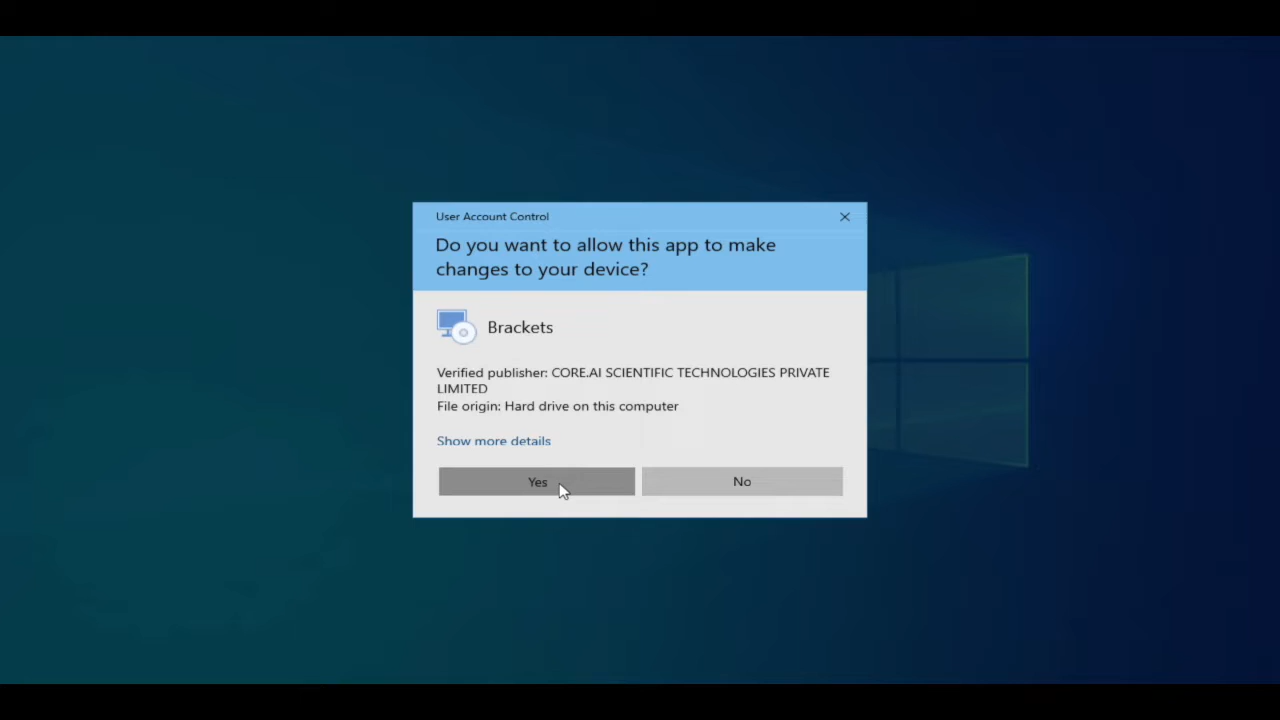 User Account Control
Do you want to allow this app to make
changes to your device?
Brackets
Verified publisher: CORE.AI SCIENTIFIC TECHNOLOGIES PRIVATE
LIMITED
File origin: Hard drive on this computer
Show more details
Yes
No